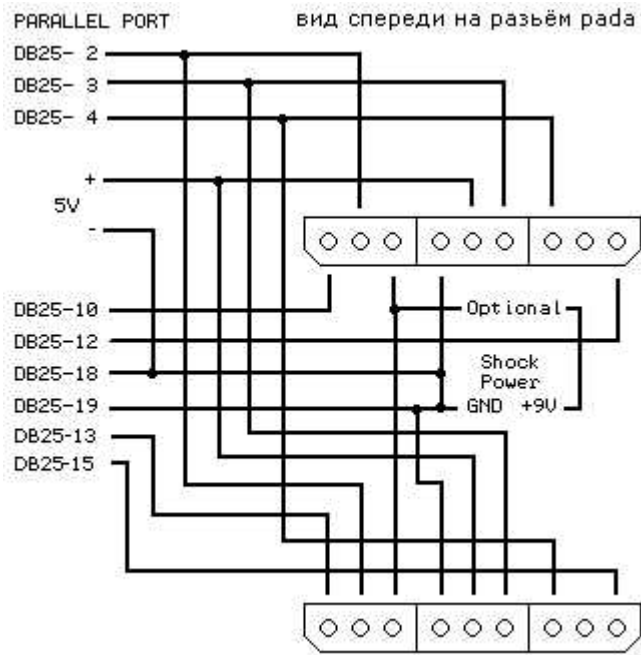 PARALLEL PORT
вид спереди на разъём pada
DB25- 2
DB25- 3
DB25- 4
+
5V
-
DB25-10
Optional
DB25-12
Shock
Power
DB25-18
DB25-19
GND +9V
DB25-13
DB25-15